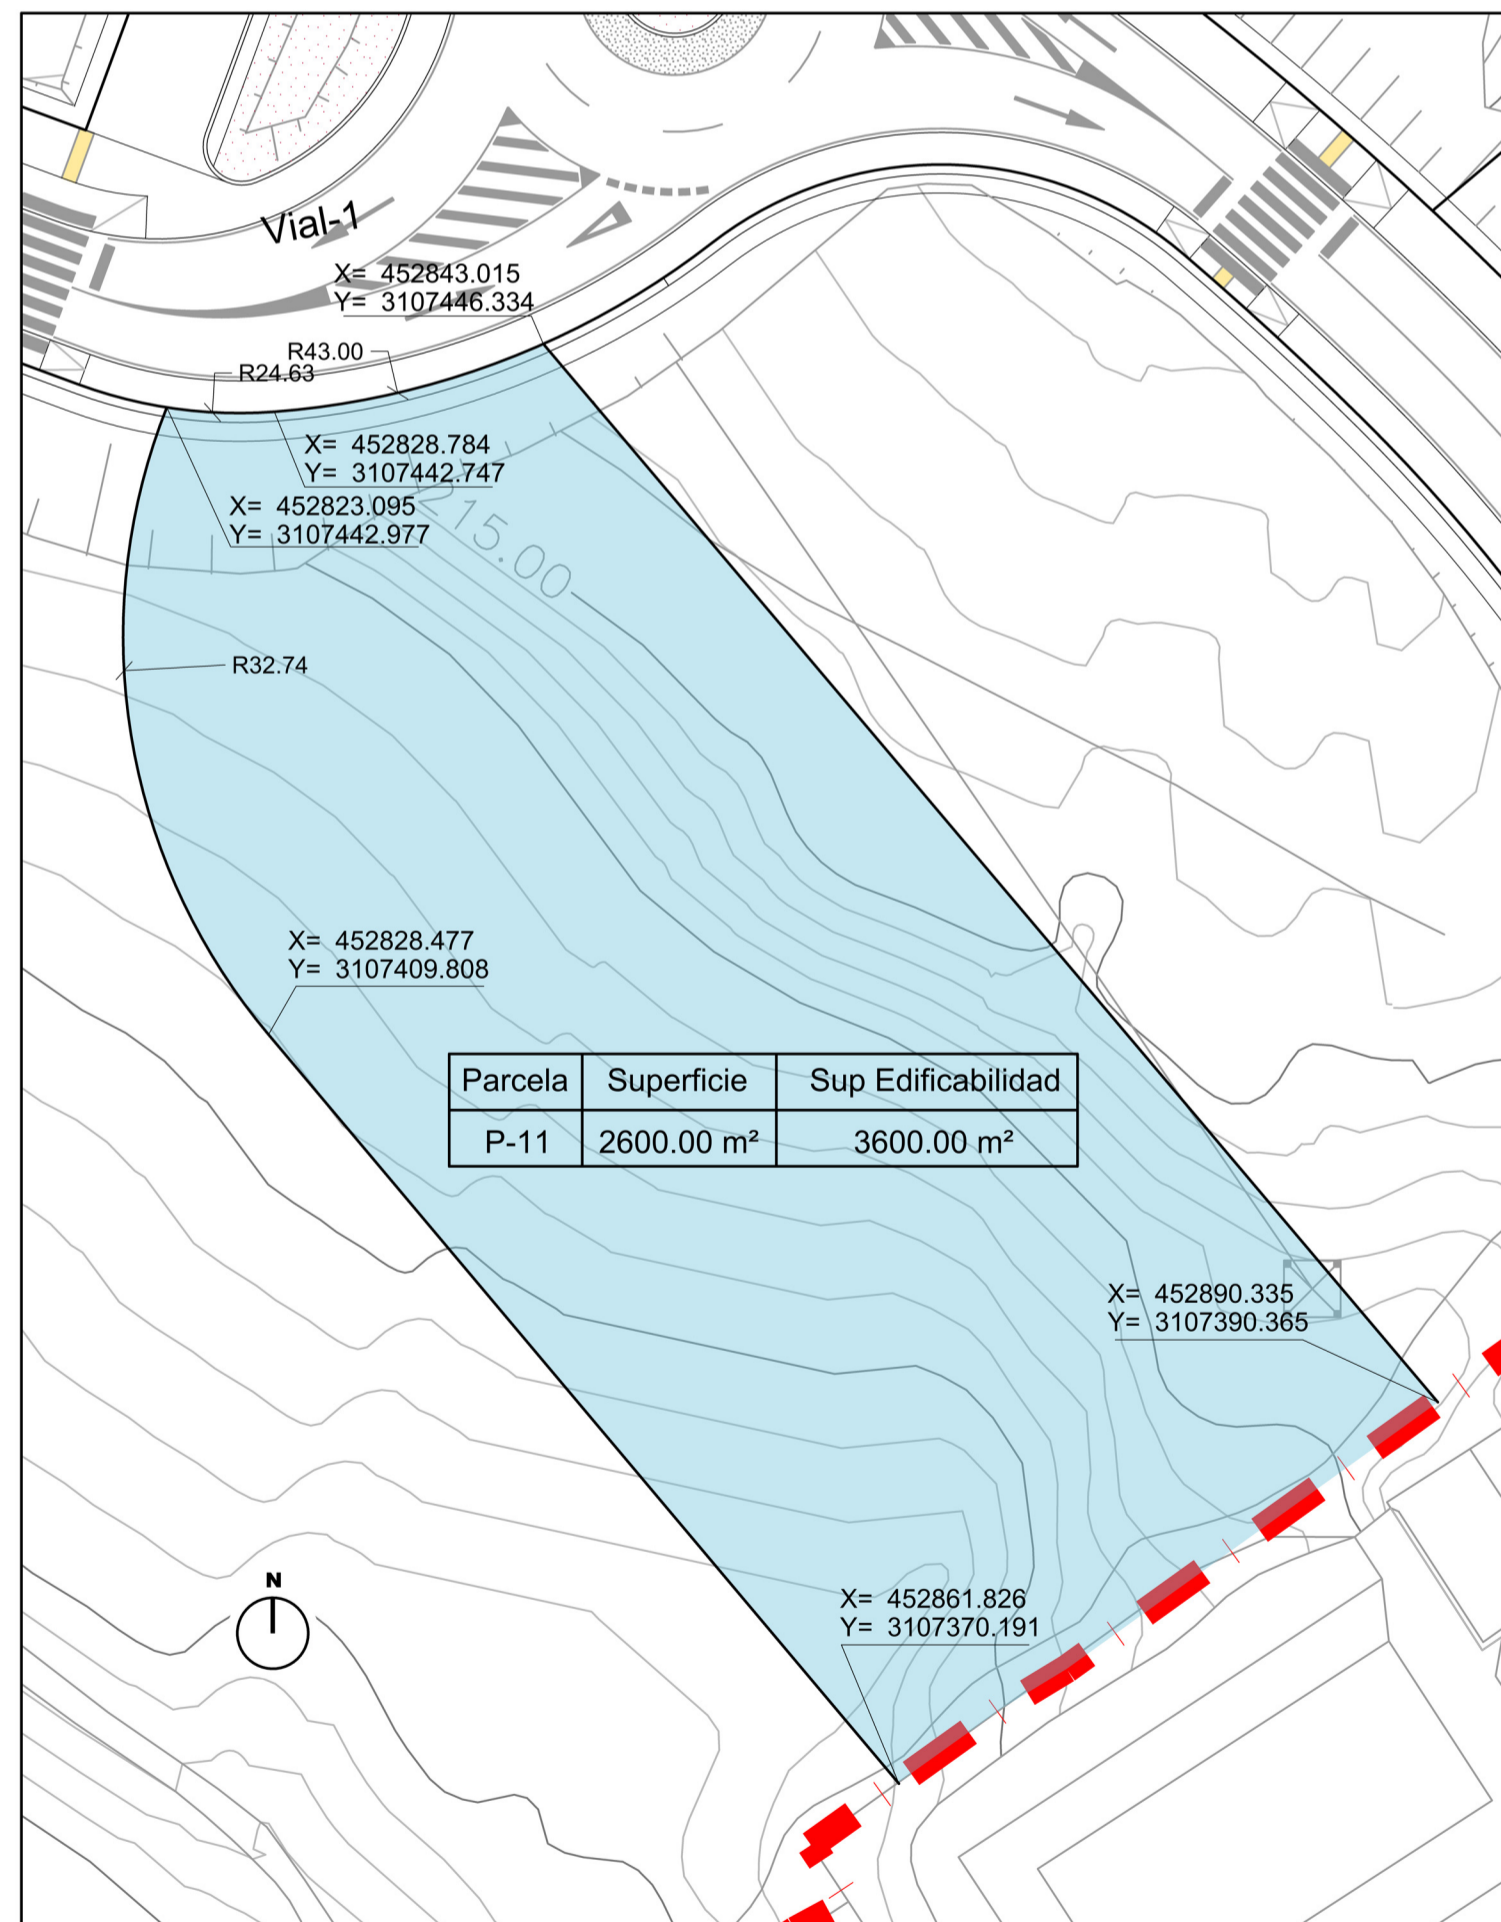 Vial-1
X= 452843.015
Y= 3107446.334
R43.00
R24.63
X= 452828.784
Y= 3107442.747
X= 452823.095
Y= 3107442.977
215.00
R32.74
X= 452828.477
Y= 3107409.808
Parcela Superficie Sup Edificabilidad
P-11 2600.00 m² 3600.00 m²
X= 452890.335
Y= 3107390.365
N
X= 452861.826
Y= 3107370.191